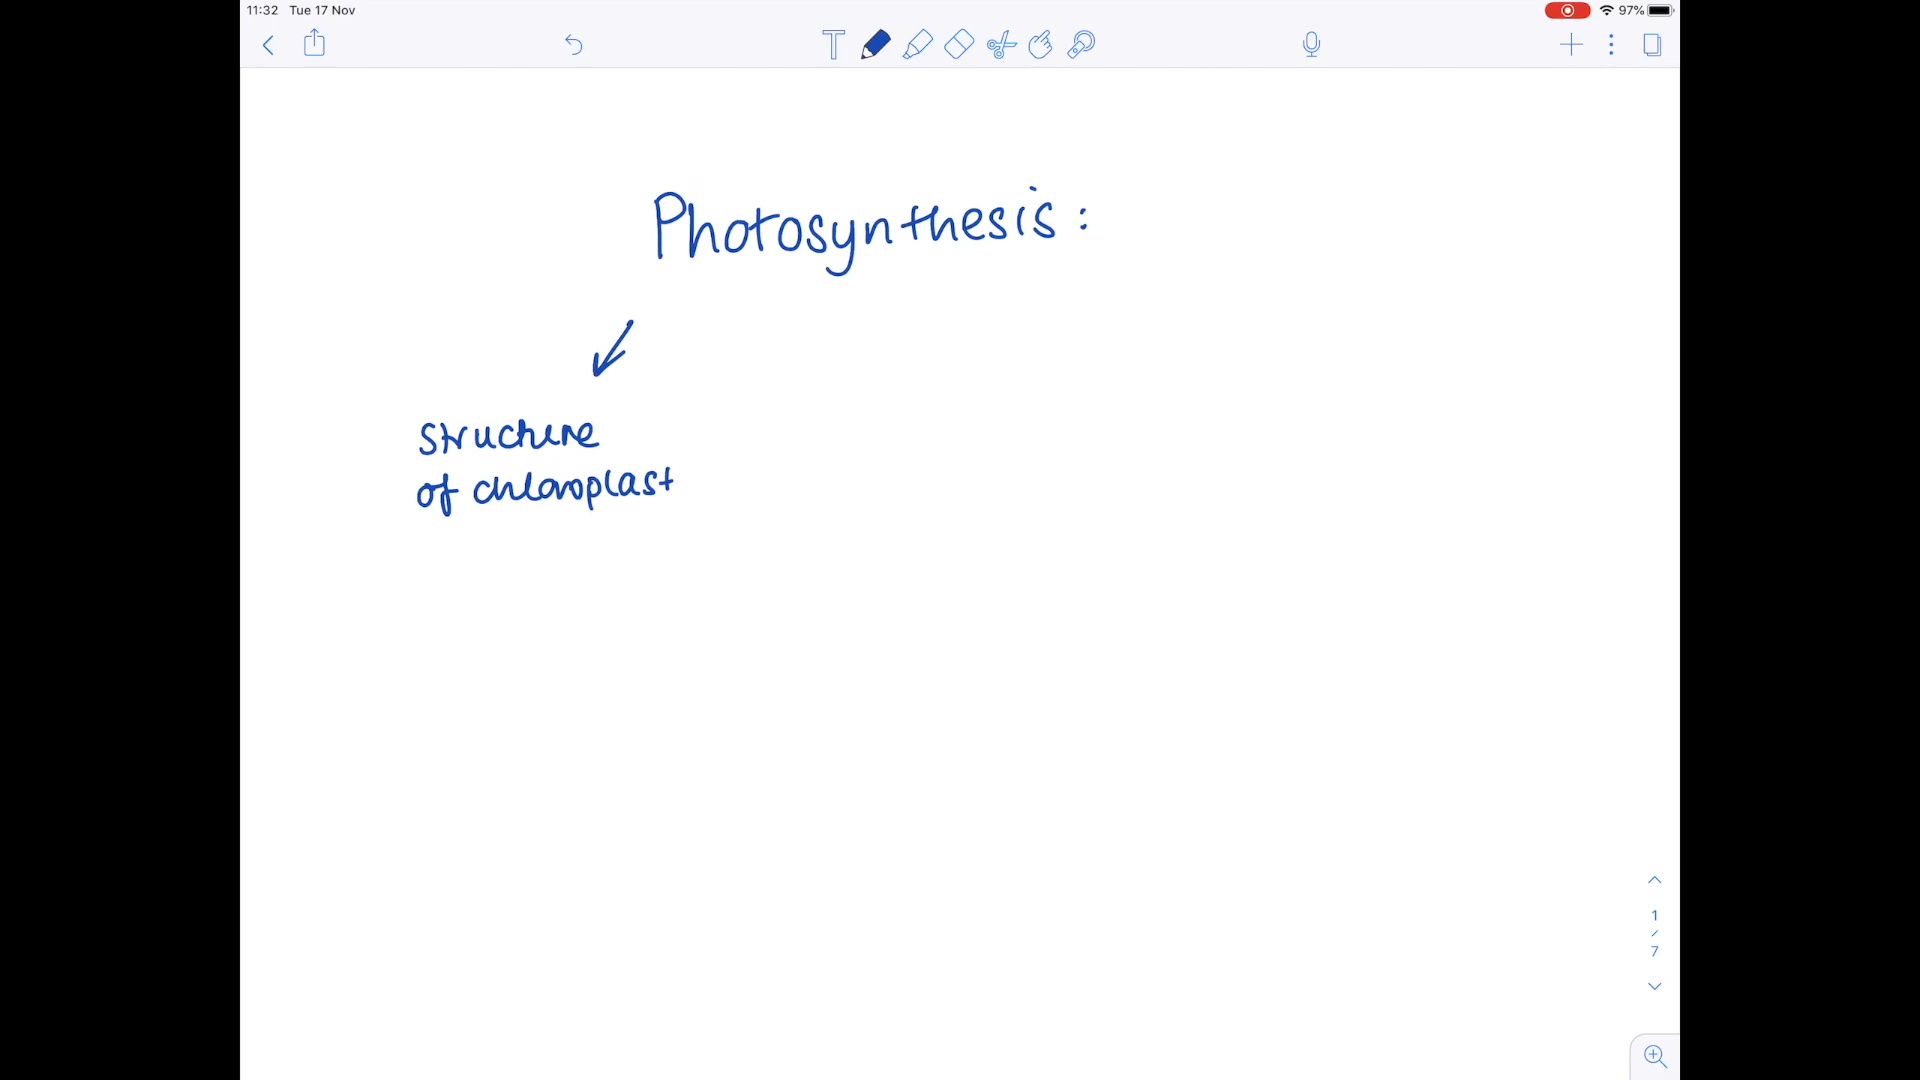 11:32 Tue 17 Nov
97%
Photosynthesis:
structure
of chloroplast
1
/
7